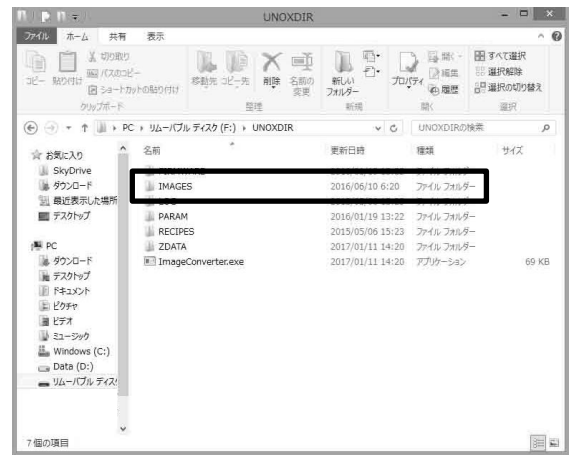 UNOXDIR
ファイル ホーム 共有 表示
コピー 貼り付け
切り取り
パスのコピー
ショートカットの貼り付け
移動先 コピー先 削除 名前の変更
新しいフォルダー
プロパティ
開く
編集
履歴
すべて選択
選択解除
選択の切り替え
クリップボード 整理 新規 開く 選択
PC リムーバブル ディスク (F:) UNOXDIR
UNOXDIRの検索
名前 更新日時 種類 サイズ
お気に入り
SkyDrive
ダウンロード
最近表示した場所
デスクトップ
PC
ダウンロード
デスクトップ
ドキュメント
ピクチャ
ビデオ
ミュージック
Windows (C:)
Data (D:)
リムーバブル ディスク
IMAGES 2016/06/10 6:20 ファイル フォルダー
PARAM 2016/01/19 13:22 ファイル フォルダー
RECIPES 2015/05/06 15:23 ファイル フォルダー
ZDATA 2017/01/11 14:20 ファイル フォルダー
ImageConverter.exe 2017/01/11 14:20 アプリケーション 69 KB
7 個の項目